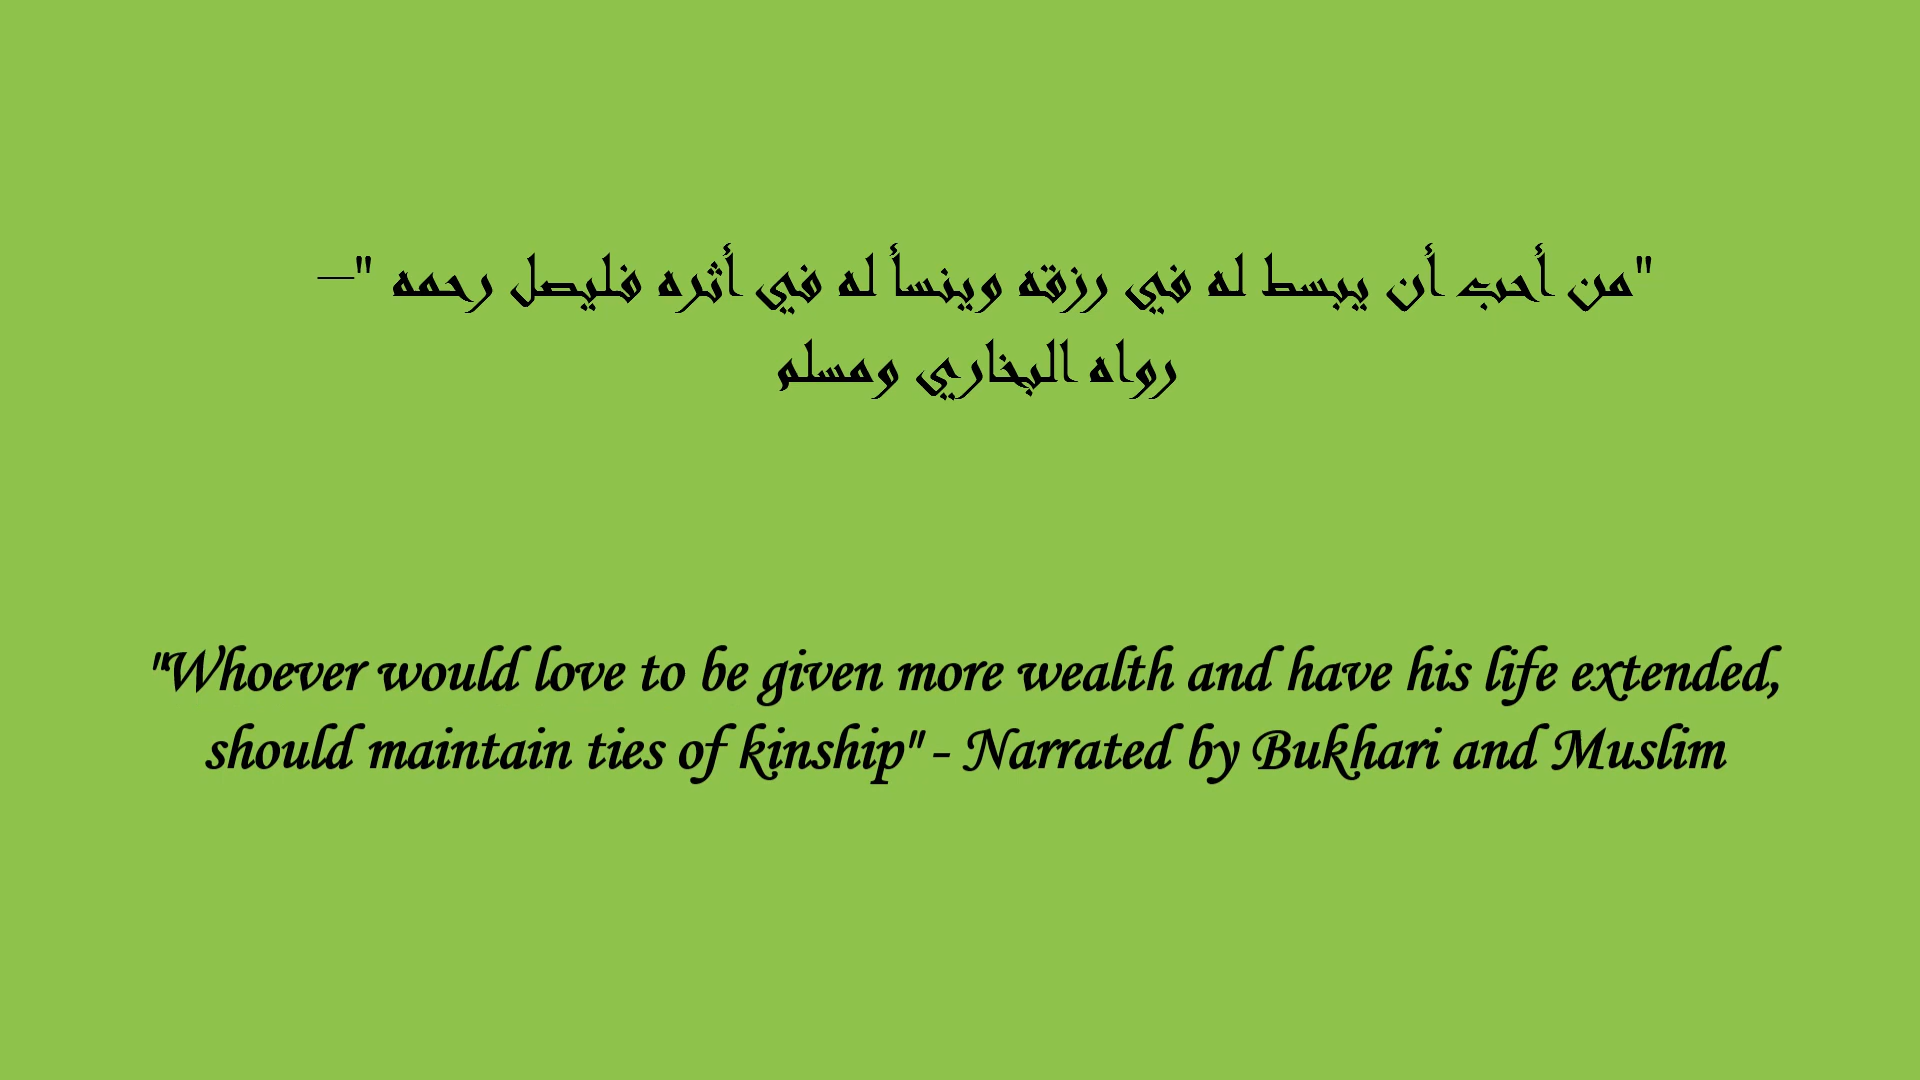 "من أحب أن يبسط له في رزقه وينسأ له في أثره فليصل رحمه "–
رواه البخاري ومسلم
"Whoever would love to be given more wealth and have his life extended,
should maintain ties of kinship" - Narrated by Bukhari and Muslim